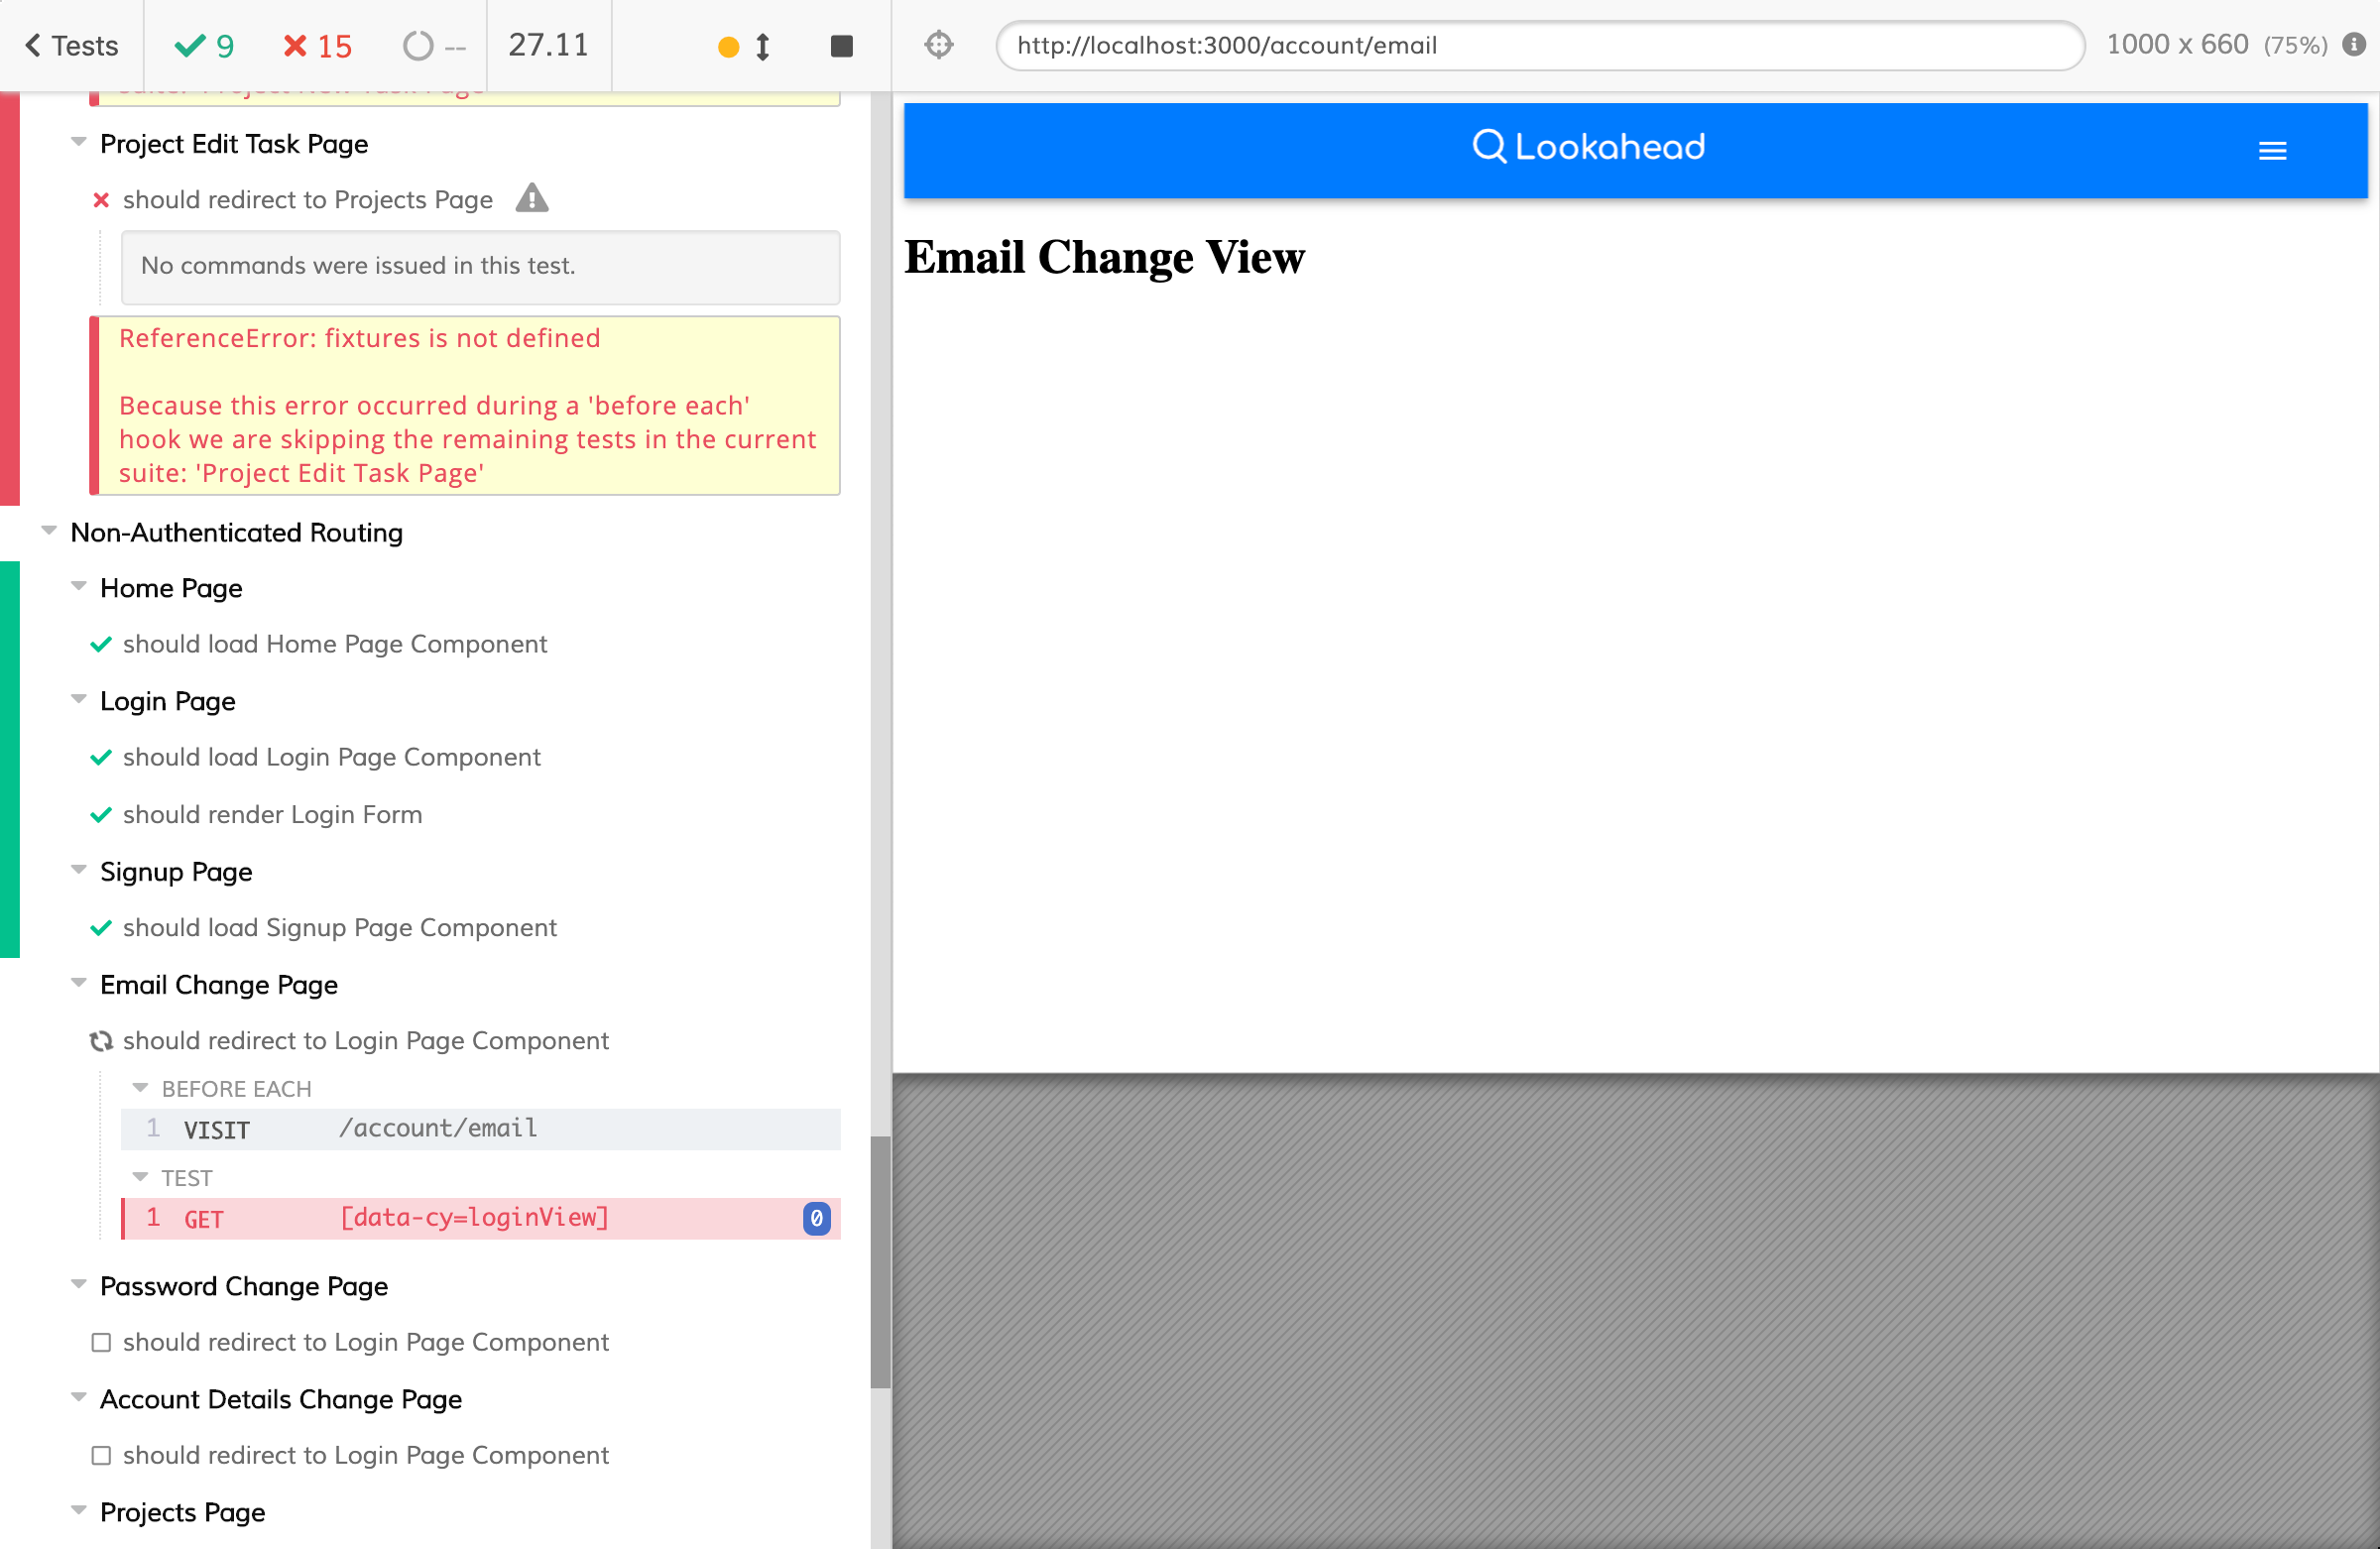 Tests
9
15
--
27.11
http://localhost:3000/account/email
1000 x 660 (75%)
suite: 'Project New Task Page'
Project Edit Task Page
should redirect to Projects Page
No commands were issued in this test.
ReferenceError: fixtures is not defined
Because this error occurred during a 'before each'
hook we are skipping the remaining tests in the current
suite: 'Project Edit Task Page'
Non-Authenticated Routing
Home Page
should load Home Page Component
Login Page
should load Login Page Component
should render Login Form
Signup Page
should load Signup Page Component
Email Change Page
should redirect to Login Page Component
BEFORE EACH
1 VISIT /account/email
TEST
1 GET [data-cy=loginView] 0
Password Change Page
should redirect to Login Page Component
Account Details Change Page
should redirect to Login Page Component
Projects Page
Lookahead
Email Change View